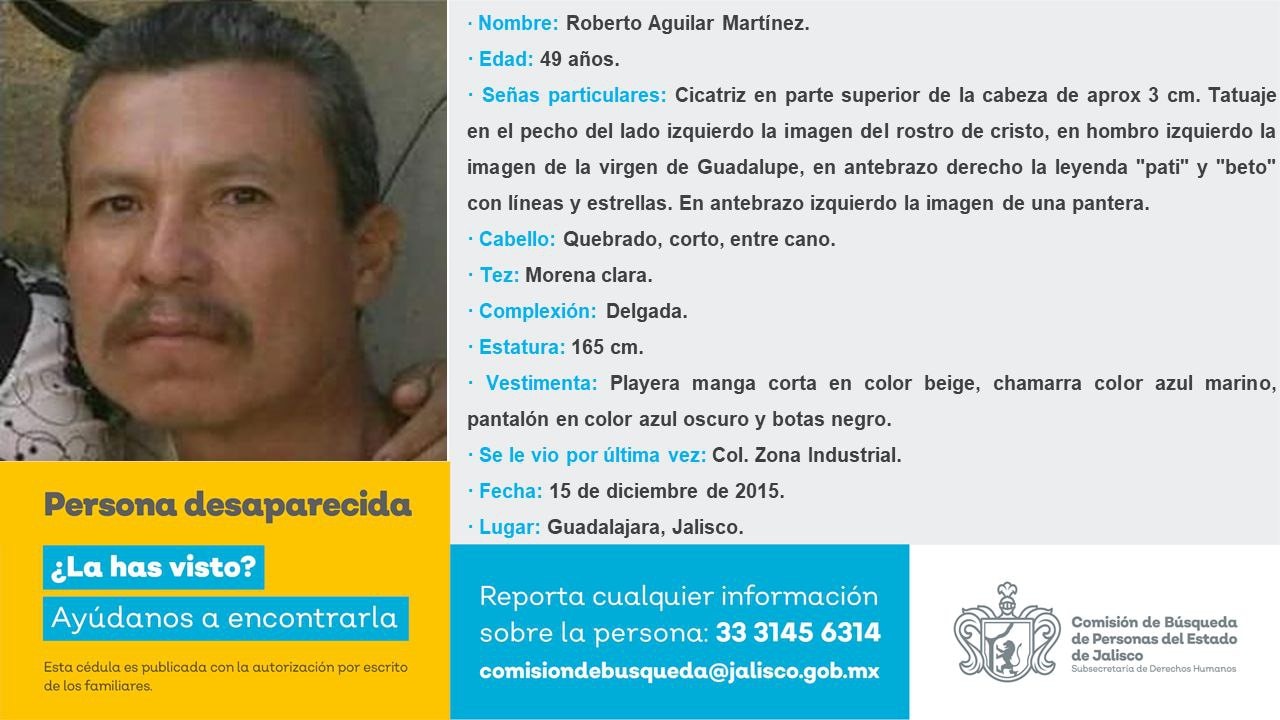 · Nombre: Roberto Aguilar Martínez.
· Edad: 49 años.
· Señas particulares: Cicatriz en parte superior de la cabeza de aprox 3 cm. Tatuaje
en el pecho del lado izquierdo la imagen del rostro de cristo, en hombro izquierdo la
imagen de la virgen de Guadalupe, en antebrazo derecho la leyenda "pati" y "beto"
con líneas y estrellas. En antebrazo izquierdo la imagen de una pantera.
· Cabello: Quebrado, corto, entre cano.
· Tez: Morena clara.
· Complexión: Delgada.
· Estatura: 165 cm.
· Vestimenta: Playera manga corta en color beige, chamarra color azul marino,
pantalón en color azul oscuro y botas negro.
· Se le vio por última vez: Col. Zona Industrial.
· Fecha: 15 de diciembre de 2015.
· Lugar: Guadalajara, Jalisco.
Persona desaparecida
¿La has visto?
Ayúdanos a encontrarla
Esta cédula es publicada con la autorización por escrito
de los familiares.
Reporta cualquier información
sobre la persona: 33 3145 6314
comisiondebusqueda@jalisco.gob.mx
Comisión de Búsqueda
de Personas del Estado
de Jalisco
Subsecretaría de Derechos Humanos